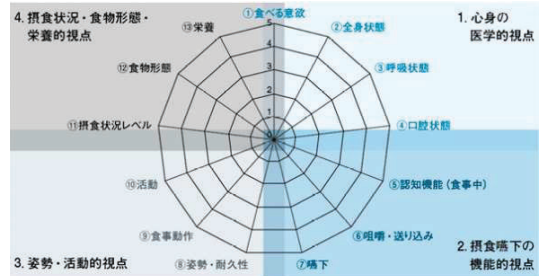 4. 摂食状況・食物形態・
栄養的視点
1. 心身の
医学的視点
①食べる意欲
②全身状態
③呼吸状態
④口腔状態
⑤認知機能(食事中)
⑥咀嚼・送り込み
⑦嚥下
⑧姿勢・耐久性
⑨食事動作
⑩活動
⑪摂食状況レベル
⑫食物形態
⑬栄養
5
4
3
2
1
0
3. 姿勢・活動的視点
2. 摂食嚥下の
機能的視点